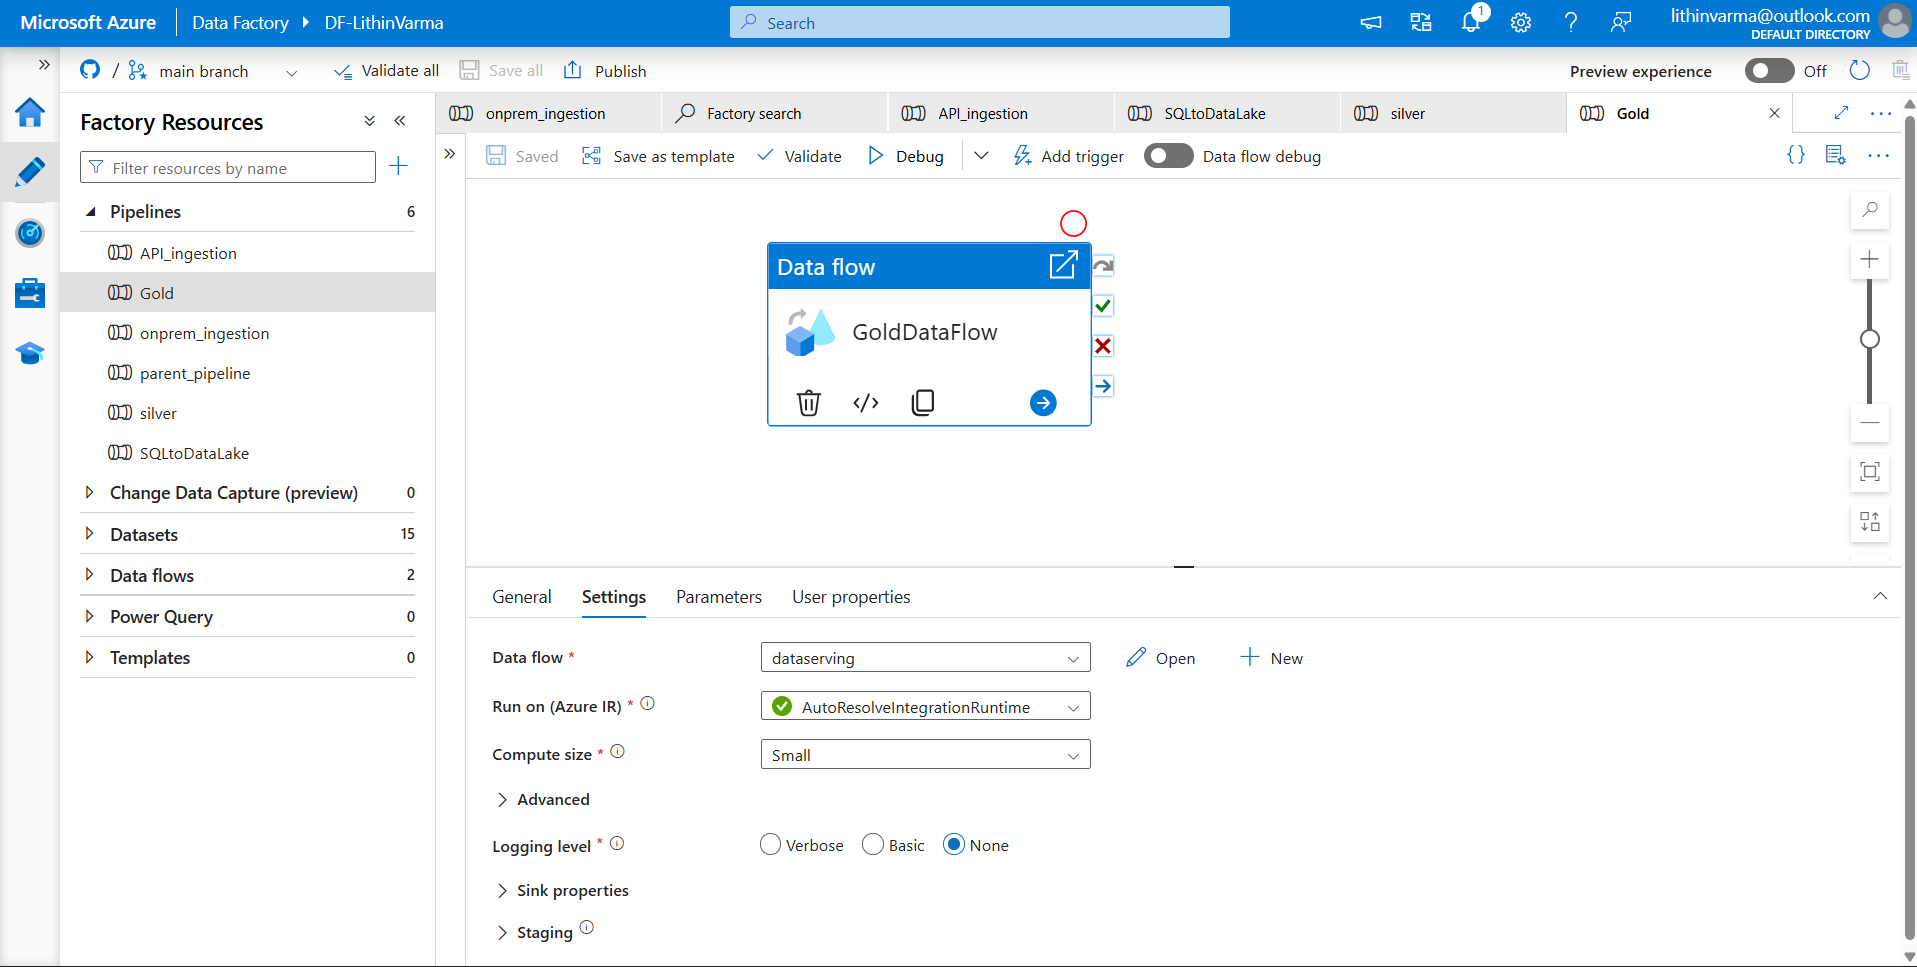 Microsoft Azure
Data Factory
DF-LithinVarma
Search
1
lithinvarma@outlook.com
DEFAULT DIRECTORY
/
main branch
Validate all
Save all
Publish
Preview experience
Off
Factory Resources
Filter resources by name
Pipelines
6
API_ingestion
Gold
onprem_ingestion
parent_pipeline
silver
SQLtoDataLake
Change Data Capture (preview)
0
Datasets
15
Data flows
2
Power Query
0
Templates
0
onprem_ingestion
Factory search
API_ingestion
SQLtoDataLake
silver
Gold
Saved
Save as template
Validate
Debug
Add trigger
Data flow debug
{}
Data flow
GoldDataFlow
</>
General
Settings
Parameters
User properties
Data flow *
dataserving
Open
New
Run on (Azure IR) *
AutoResolveIntegrationRuntime
Compute size *
Small
Advanced
Logging level *
Verbose
Basic
None
Sink properties
Staging